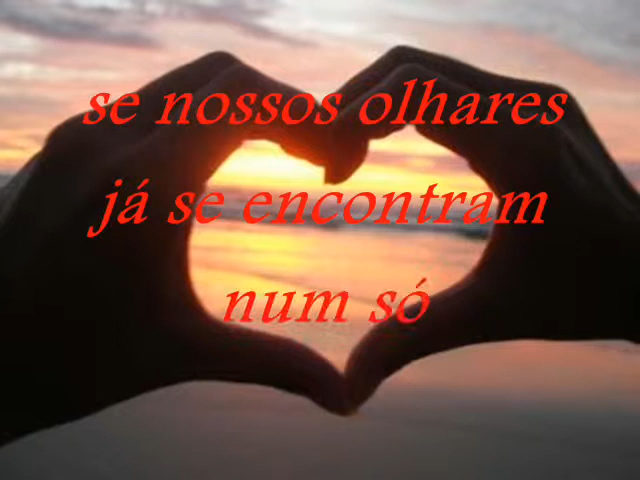 se nossos olhares
já se encontram
num só